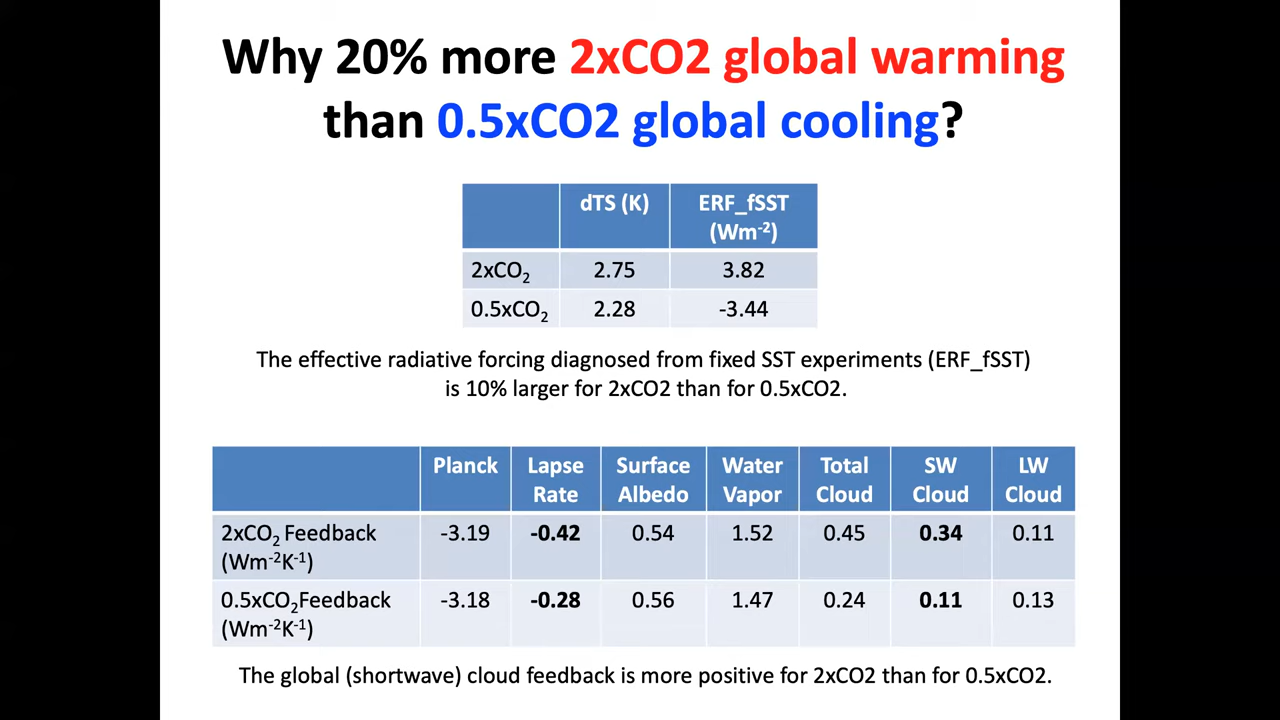 Why 20% more 2xCO2 global warming
than 0.5xCO2 global cooling?
dTS (K) ERF_fSST
(Wm-2)
2xCO2 2.75 3.82
0.5xCO2 2.28 -3.44
The effective radiative forcing diagnosed from fixed SST experiments (ERF_fSST)
is 10% larger for 2xCO2 than for 0.5xCO2.
Planck Lapse Surface Water Total SW LW
Rate Albedo Vapor Cloud Cloud Cloud
2xCO2 Feedback -3.19 -0.42 0.54 1.52 0.45 0.34 0.11
(Wm-2K-1)
0.5xCO2Feedback -3.18 -0.28 0.56 1.47 0.24 0.11 0.13
(Wm-2K-1)
The global (shortwave) cloud feedback is more positive for 2xCO2 than for 0.5xCO2.